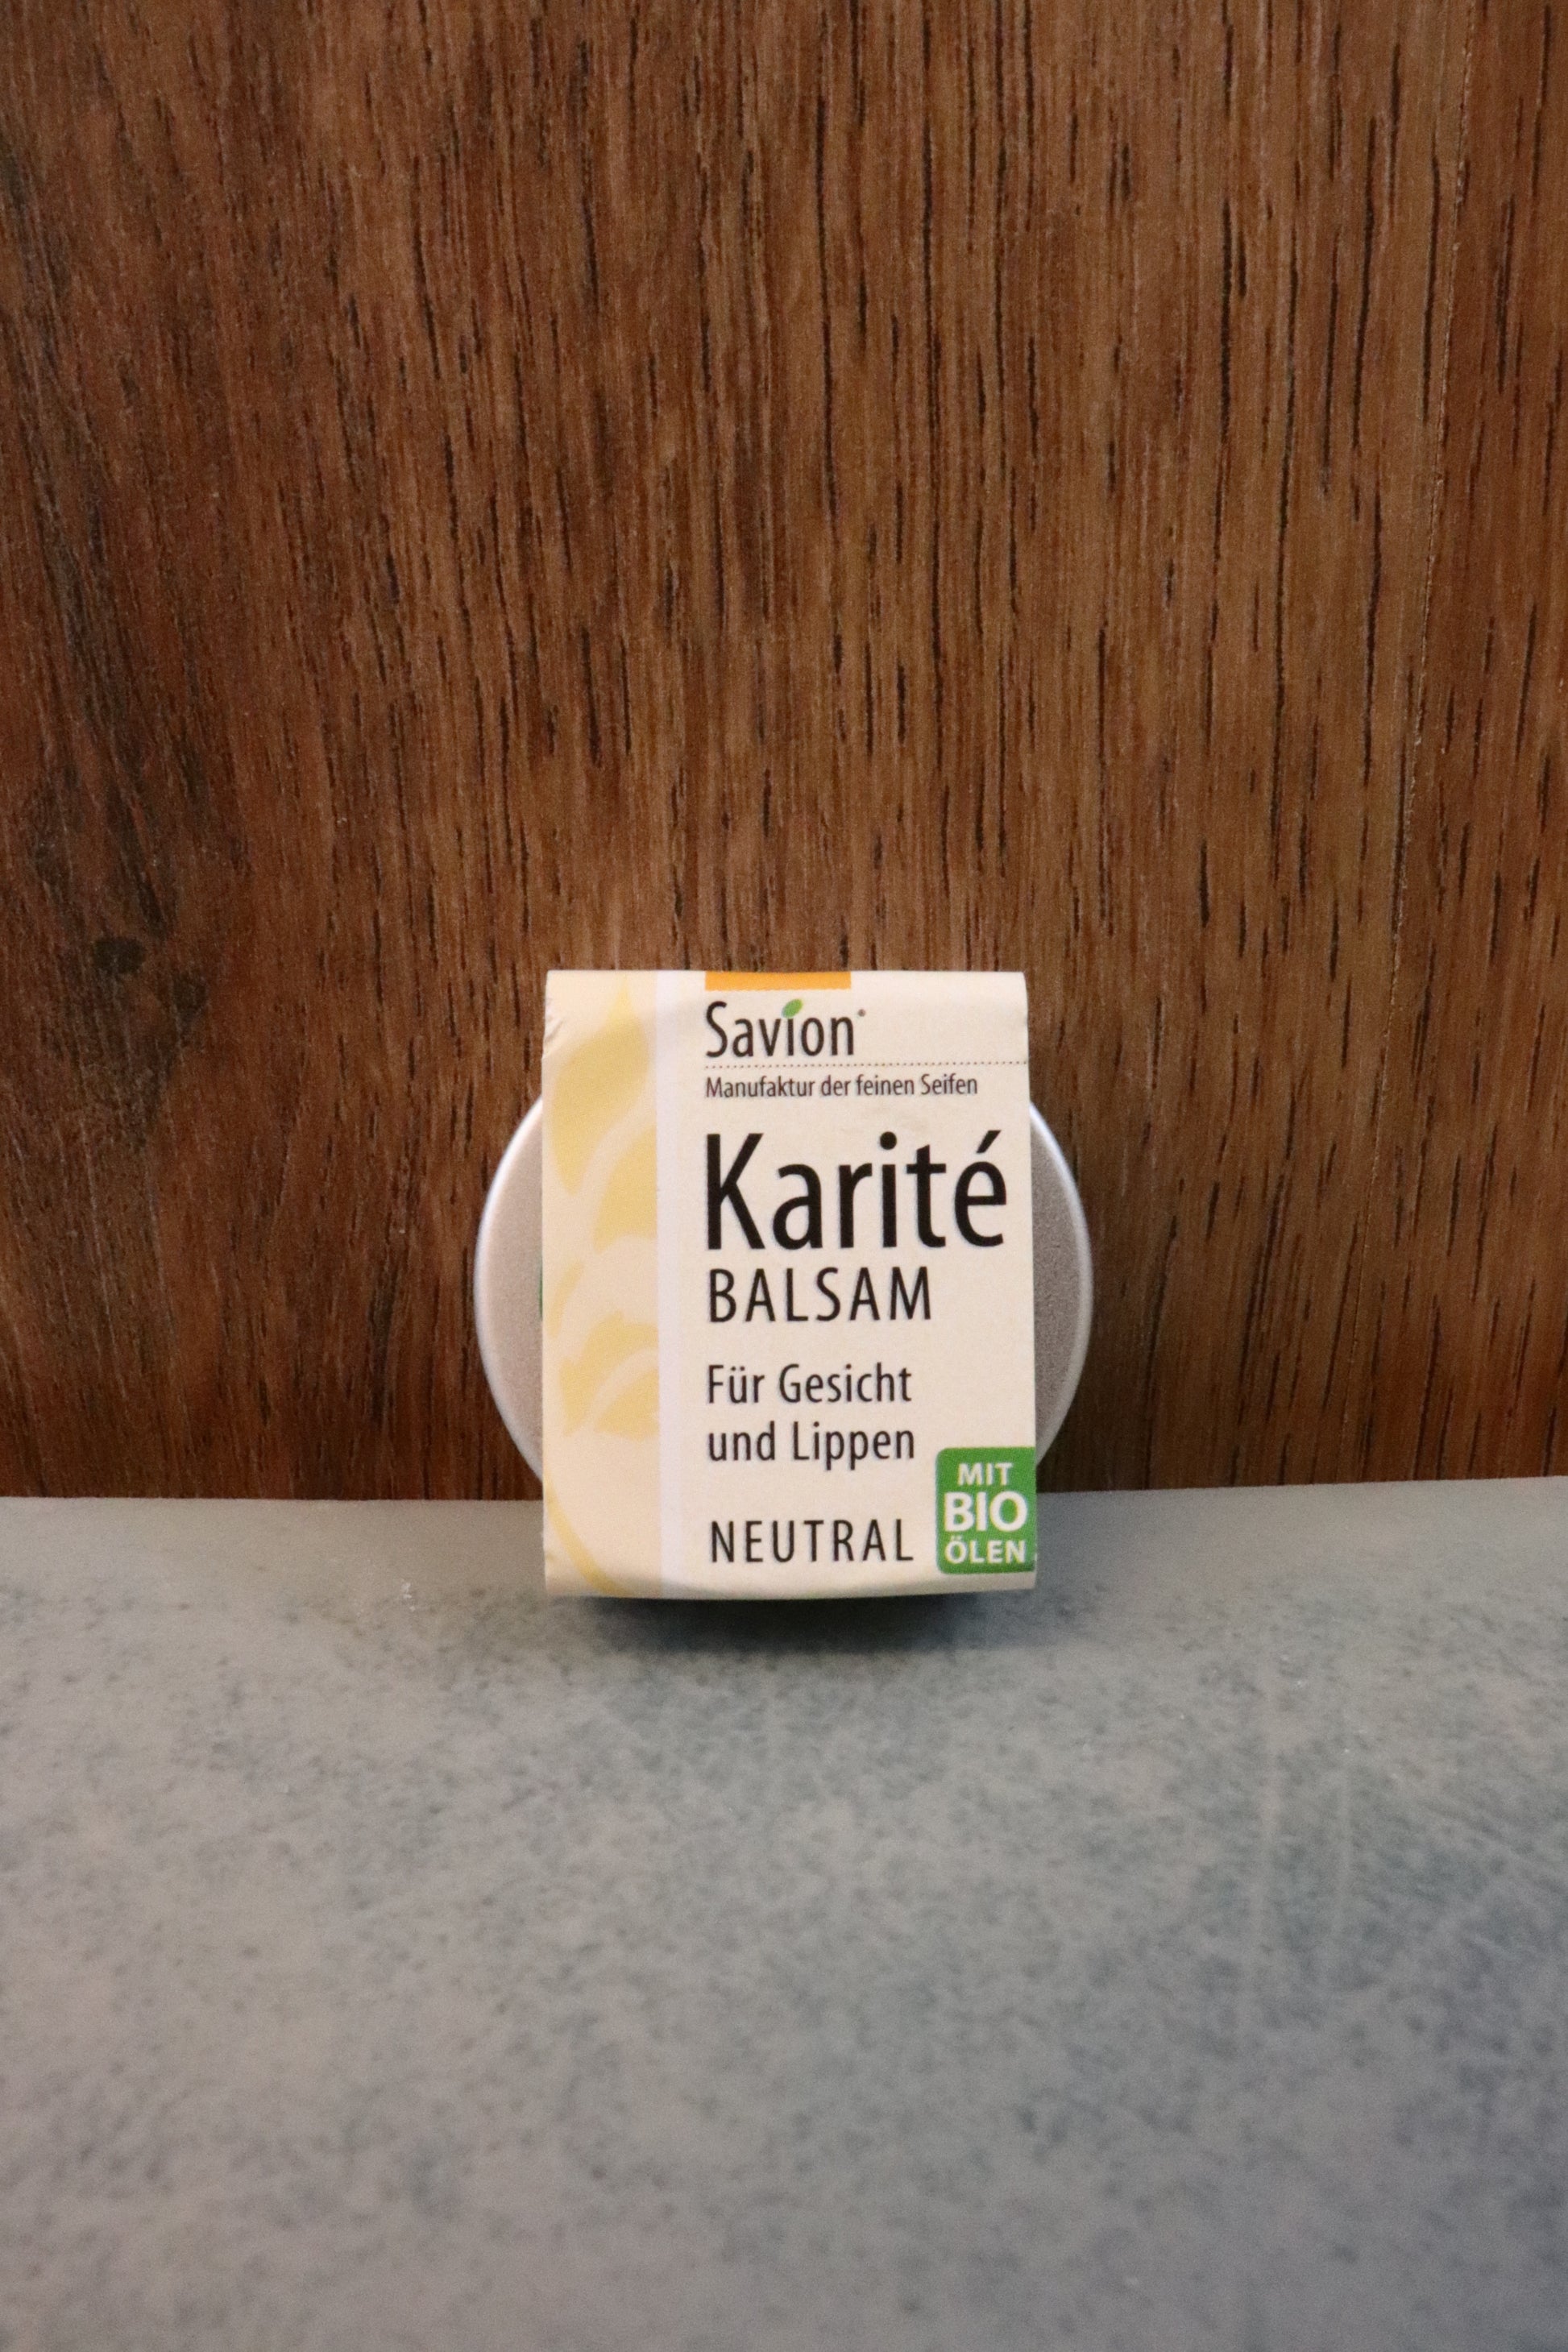 Savion
Manufaktur der feinen Seifen
Karité
BALSAM
Für Gesicht
und Lippen
NEUTRAL
MIT
BIO
ÖLEN